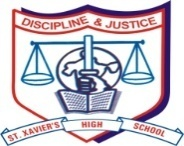 DISCIPLINE & JUSTICE
ST. XAVIER'S HIGH SCHOOL